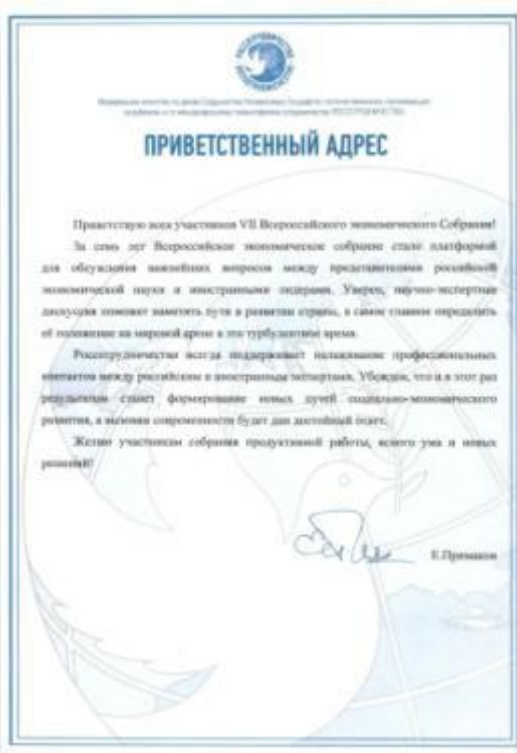 РОССОТРУДНИЧЕСТВО
ПРИВЕТСТВЕННЫЙ АДРЕС
Приветствую всех участников VII Всероссийского экономического Собрания!
За семь лет Всероссийское экономическое собрание стало платформой
для обсуждения важнейших вопросов между представителями российской
экономической науки и иностранными лидерами. Уверен, научно-экспертная
дискуссия поможет наметить пути в развитии страны, а самое главное определить
её положение на мировой арене в это турбулентное время.
Россотрудничество всегда поддерживает налаживание профессиональных
контактов между российскими и иностранными экспертами. Убежден, что и в этот раз
результатом станет формирование новых путей социально-экономического
развития, а вызовам современности будет дан достойный ответ.
Желаю участникам собрания продуктивной работы, ясного ума и новых
решений!
Е.Примаков